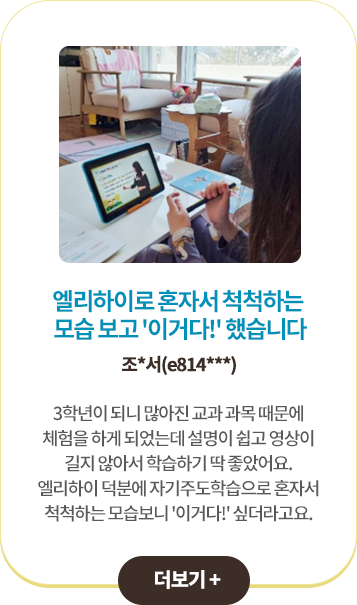 엘리하이로 혼자서 척척하는
모습 보고 '이거다!' 했습니다
조*서(e814***)
3학년이 되니 많아진 교과 과목 때문에
체험을 하게 되었는데 설명이 쉽고 영상이
길지 않아서 학습하기 딱 좋았어요.
엘리하이 덕분에 자기주도학습으로 혼자서
척척하는 모습보니 '이거다!' 싶더라고요.
더보기 +